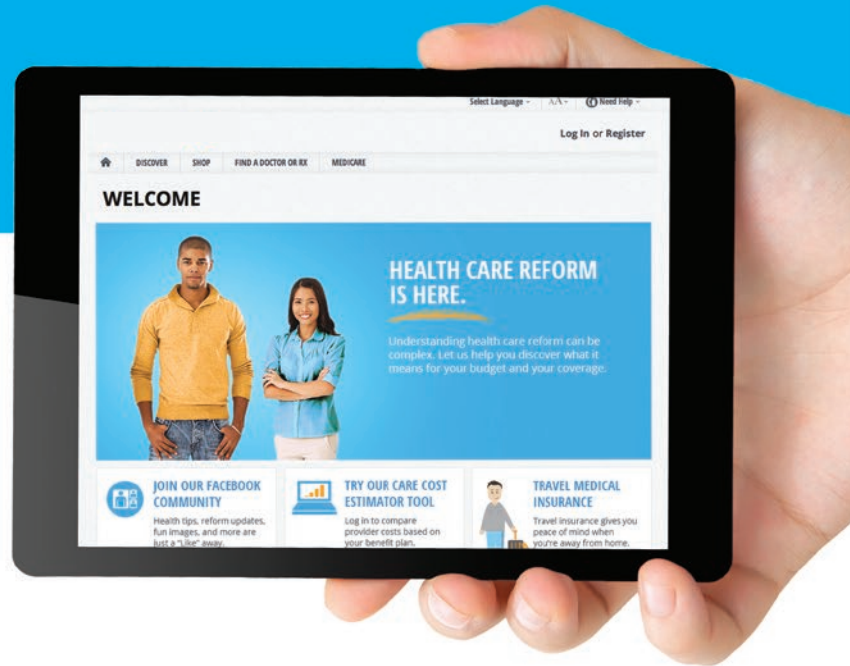 Select Language
AA
Need Help
Log In or Register
DISCOVER SHOP FIND A DOCTOR OR RX MEDICARE
WELCOME
HEALTH CARE REFORM
IS HERE.
Understanding health care reform can be
complex. Let us help you discover what it
means for your budget and your coverage.
JOIN OUR FACEBOOK
COMMUNITY
Health tips, reform updates,
fun images, and more are
just a "Like" away.
TRY OUR CARE COST
ESTIMATOR TOOL
Log in to compare
provider costs based on
your benefit plan.
TRAVEL MEDICAL
INSURANCE
Travel insurance gives you
peace of mind when
you're away from home.